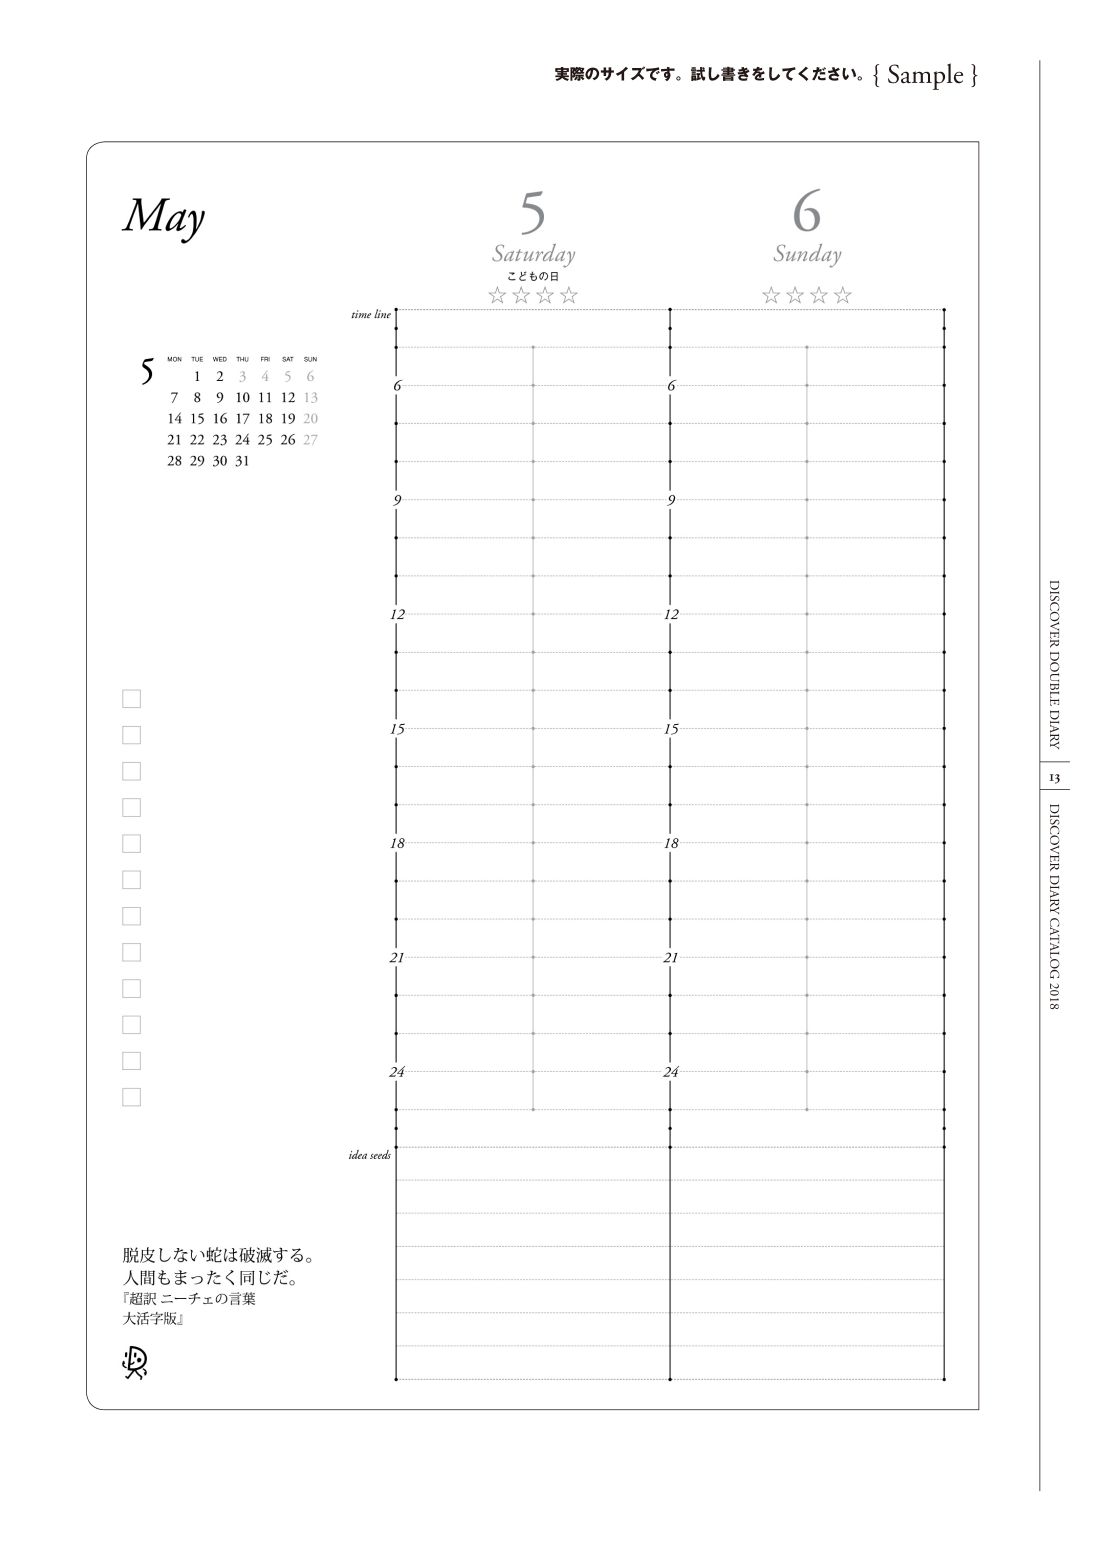 実際のサイズです。試し書きをしてください。{ Sample }
May
5
Saturday
こどもの日
☆☆☆☆
6
Sunday
☆☆☆☆
5
MON TUE WED THU FRI SAT SUN
1 2 3 4 5 6
7 8 9 10 11 12 13
14 15 16 17 18 19 20
21 22 23 24 25 26 27
28 29 30 31
time line
6 6
9 9
12 12
15 15
18 18
21 21
24 24
idea seeds
脱皮しない蛇は破滅する。
人間もまったく同じだ。
『超訳 ニーチェの言葉
大活字版』
DISCOVER DOUBLE DIARY
13
DISCOVER DIARY CATALOG 2018